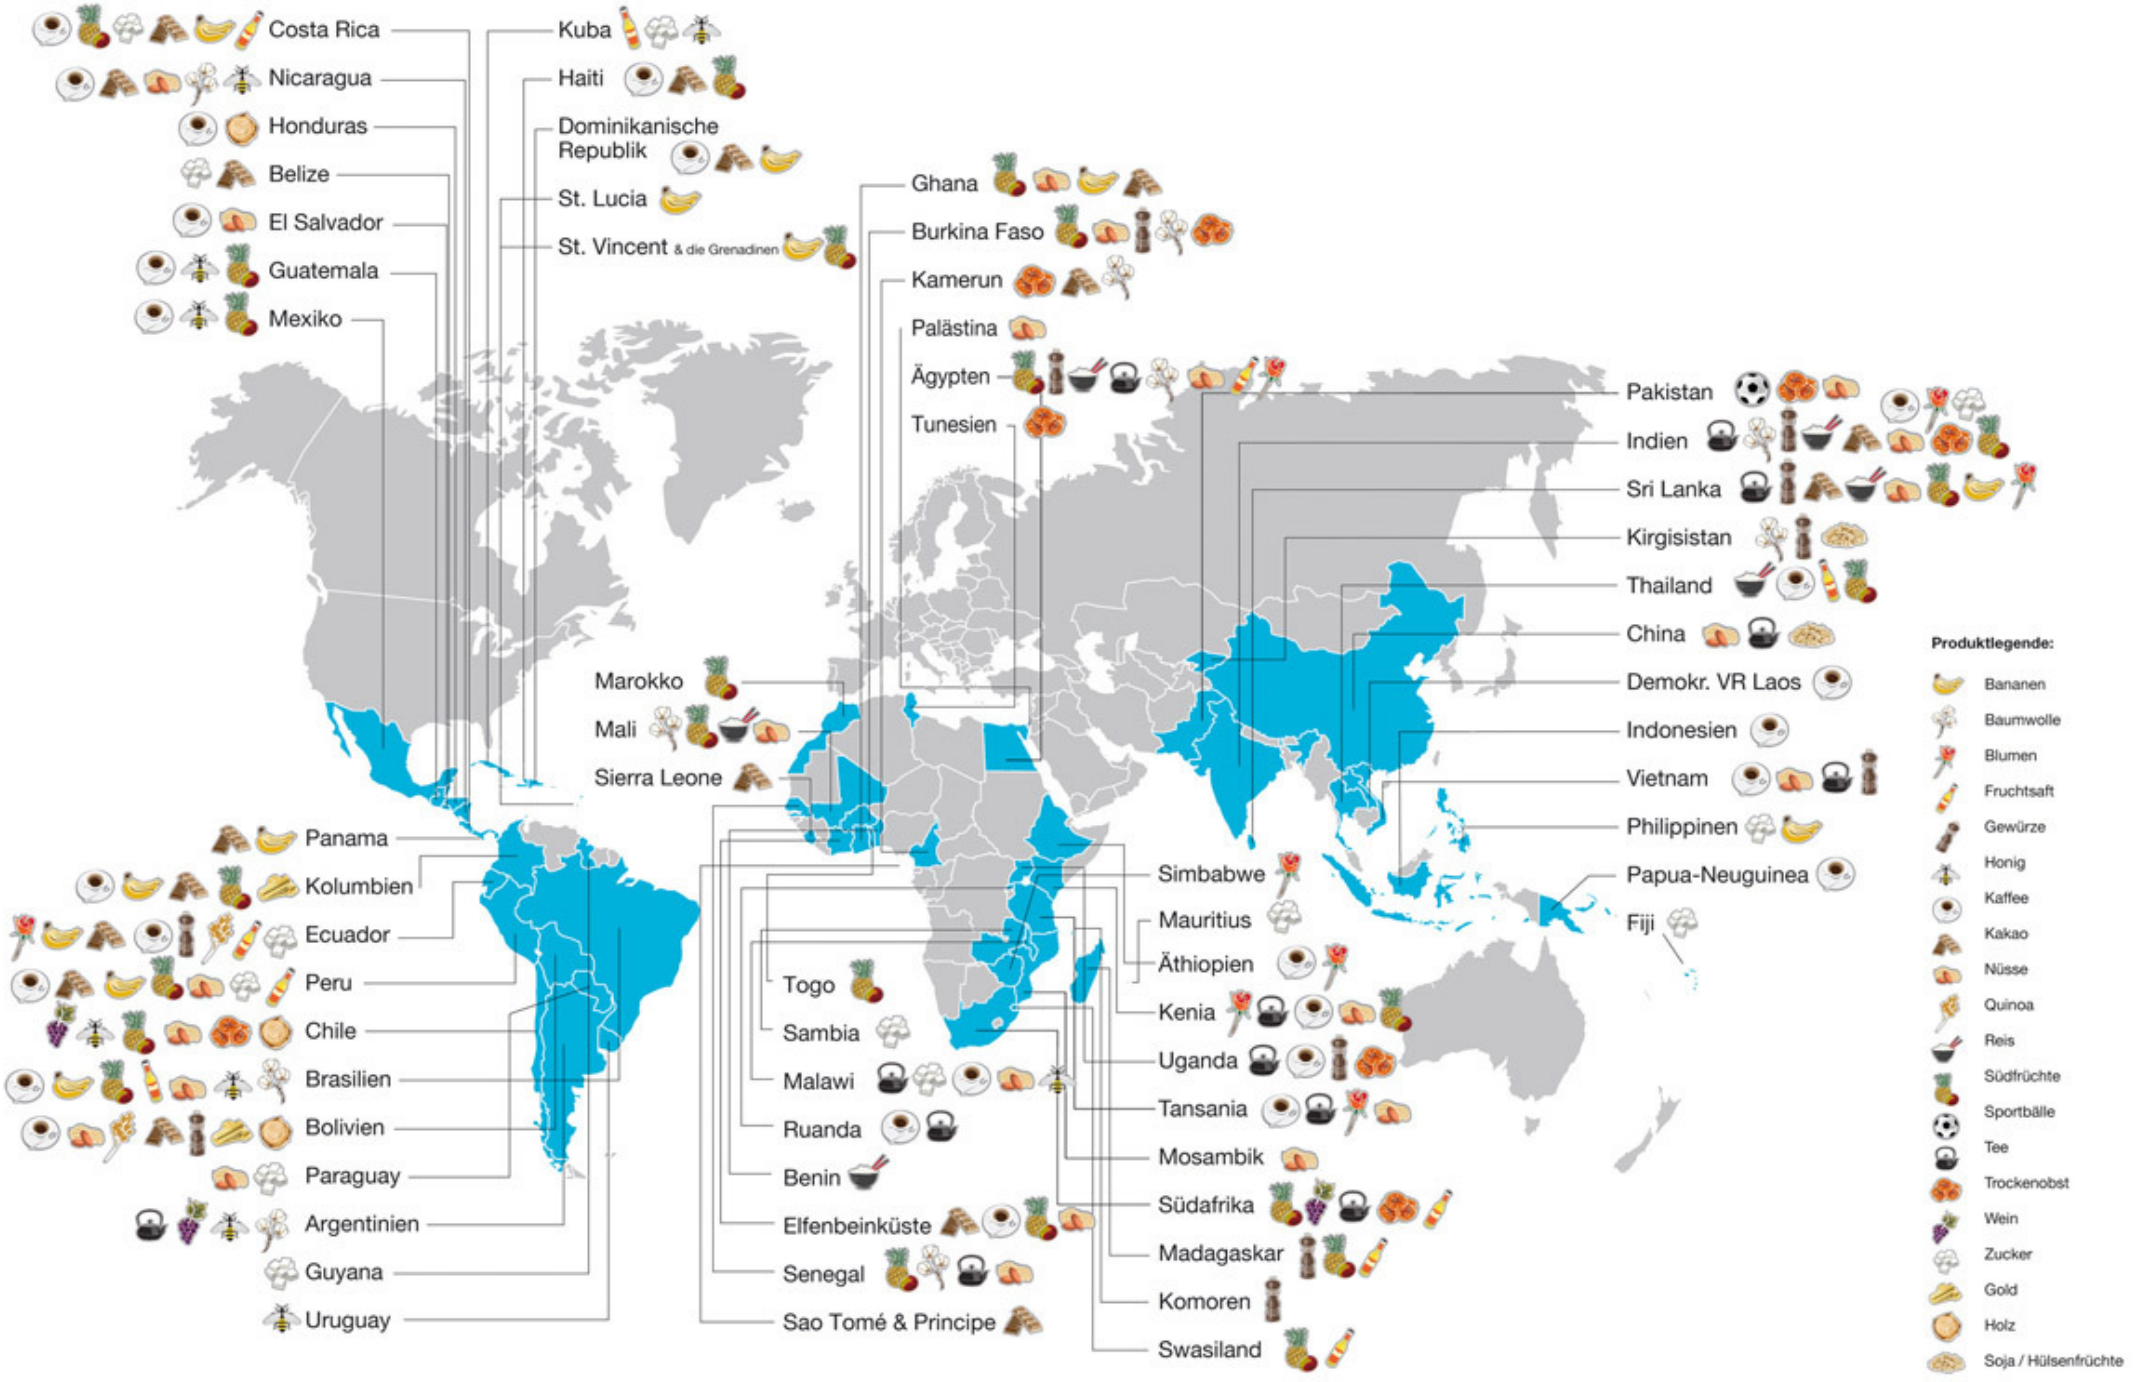 Costa Rica
Nicaragua
Honduras
Belize
El Salvador
Guatemala
Mexiko
Kuba
Haiti
Dominikanische
Republik
St. Lucia
St. Vincent & die Grenadinen
Ghana
Burkina Faso
Kamerun
Palästina
Ägypten
Tunesien
Marokko
Mali
Sierra Leone
Pakistan
Indien
Sri Lanka
Kirgisistan
Thailand
China
Demokr. VR Laos
Indonesien
Vietnam
Philippinen
Papua-Neuguinea
Fiji
Panama
Kolumbien
Ecuador
Peru
Chile
Brasilien
Bolivien
Paraguay
Argentinien
Guyana
Uruguay
Togo
Sambia
Malawi
Ruanda
Benin
Elfenbeinküste
Senegal
Sao Tomé & Principe
Simbabwe
Mauritius
Äthiopien
Kenia
Uganda
Tansania
Mosambik
Südafrika
Madagaskar
Komoren
Swasiland
Produktlegende:
Bananen
Baumwolle
Blumen
Fruchtsaft
Gewürze
Honig
Kaffee
Kakao
Nüsse
Quinoa
Reis
Südfrüchte
Sportbälle
Tee
Trockenobst
Wein
Zucker
Gold
Holz
Soja / Hülsenfrüchte